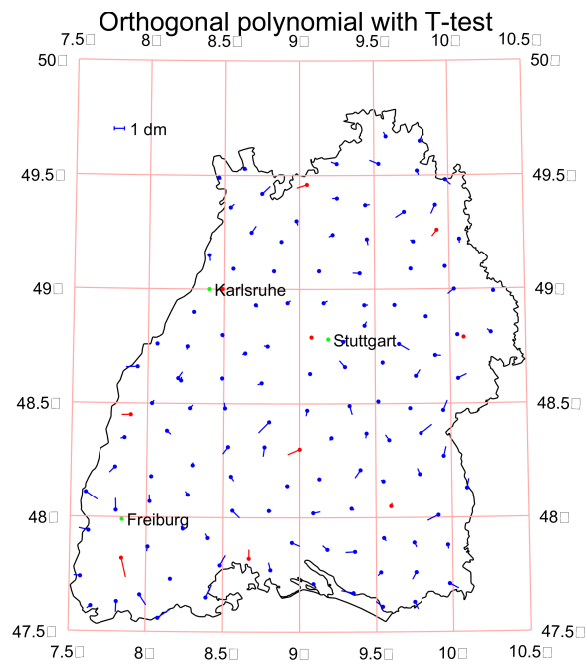 Orthogonal polynomial with T-test
7.5□ 8□ 8.5□ 9□ 9.5□ 10□ 10.5□
50□ 50□
1 dm
49.5□ 49.5□
49□ Karlsruhe 49□
Stuttgart
48.5□ 48.5□
48□ Freiburg 48□
47.5□ 47.5□
7.5□ 8□ 8.5□ 9□ 9.5□ 10□ 10.5□